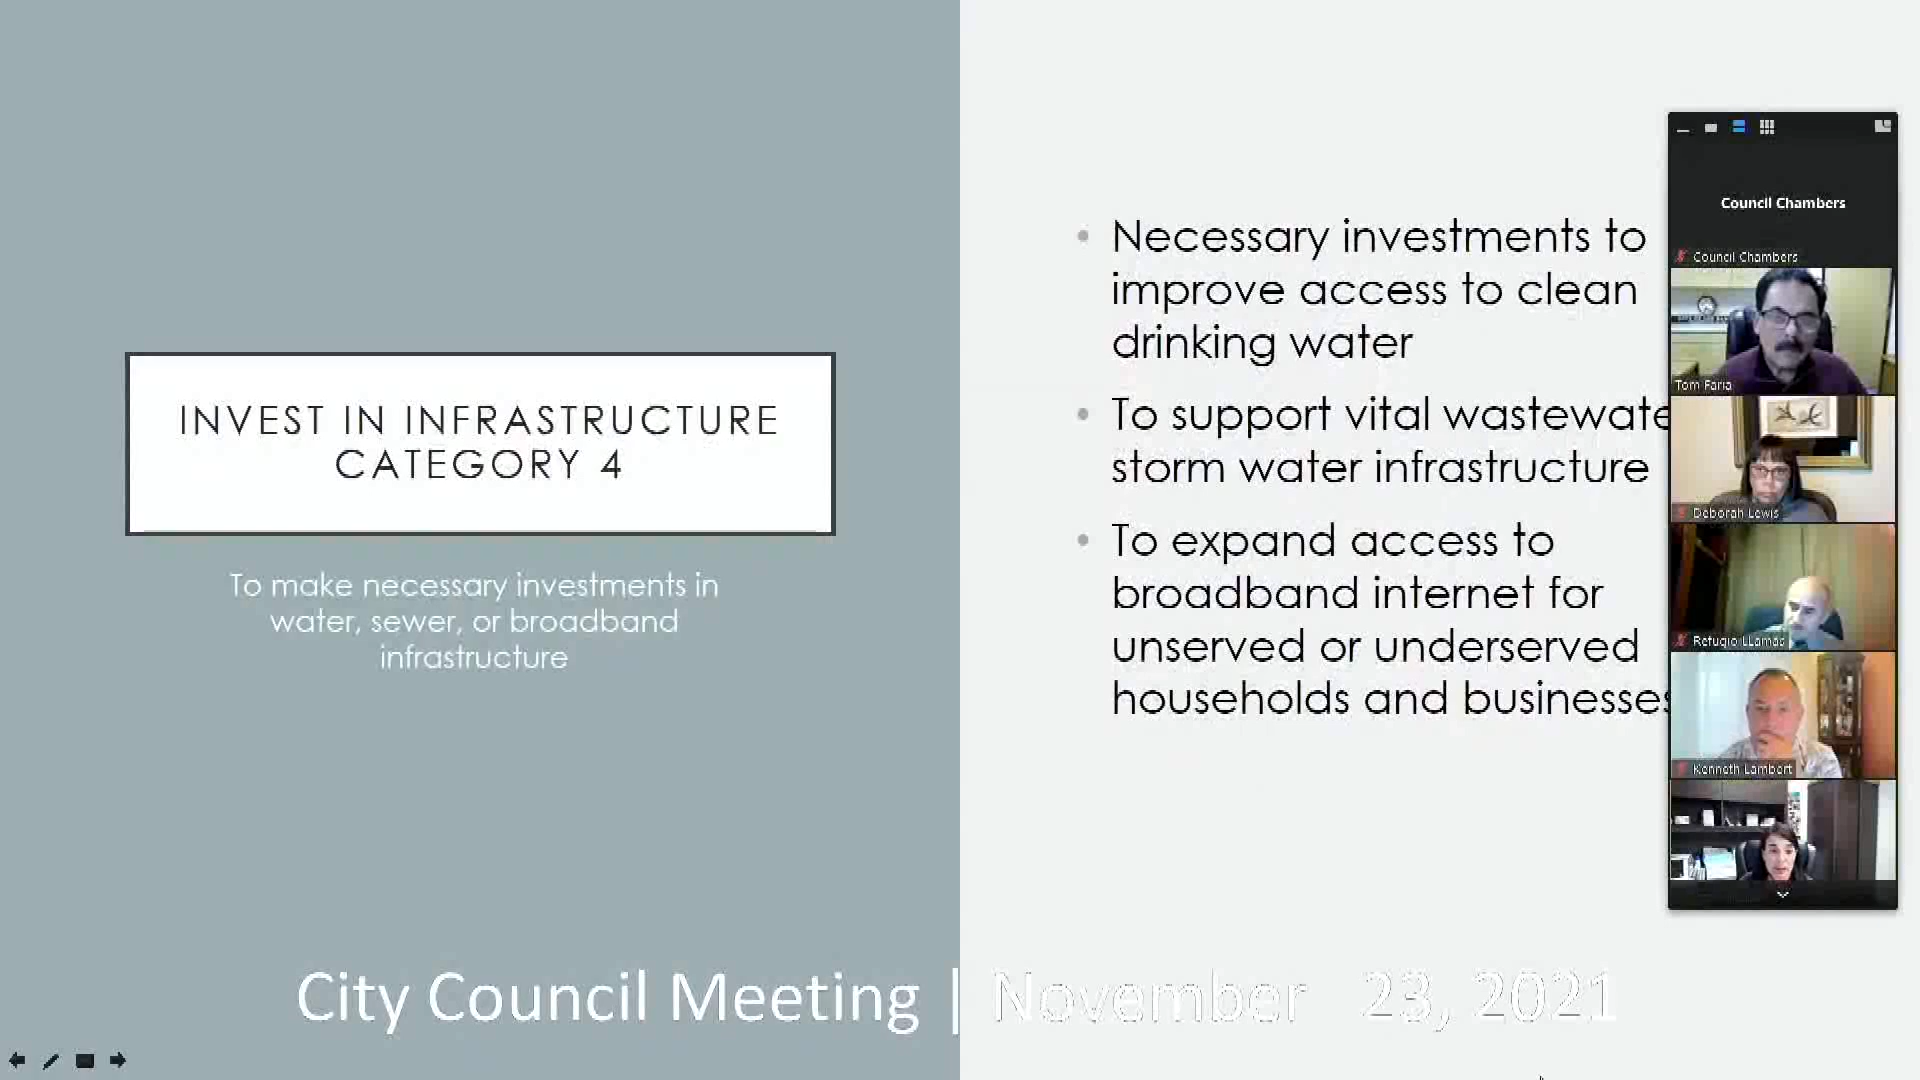 INVEST IN INFRASTRUCTURE
CATEGORY 4
To make necessary investments in
water, sewer, or broadband
infrastructure
• Necessary investments to
improve access to clean
drinking water
• To support vital wastewate
storm water infrastructure
• To expand access to
broadband internet for
unserved or underserved
households and businesses
Council Chambers
Council Chambers
Tom Faria
Deborah Lewis
Refugio LLamas
Kenneth Lambert
City Council Meeting | November 23, 2021